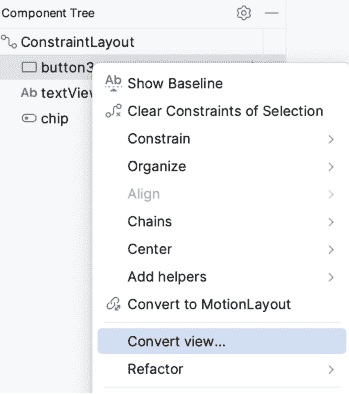 Component Tree
ConstraintLayout
button3
Ab Show Baseline
Ab textView
Clear Constraints of Selection
chip
Constrain
Organize
Align
Chains
Center
Add helpers
Convert to MotionLayout
Convert view...
Refactor